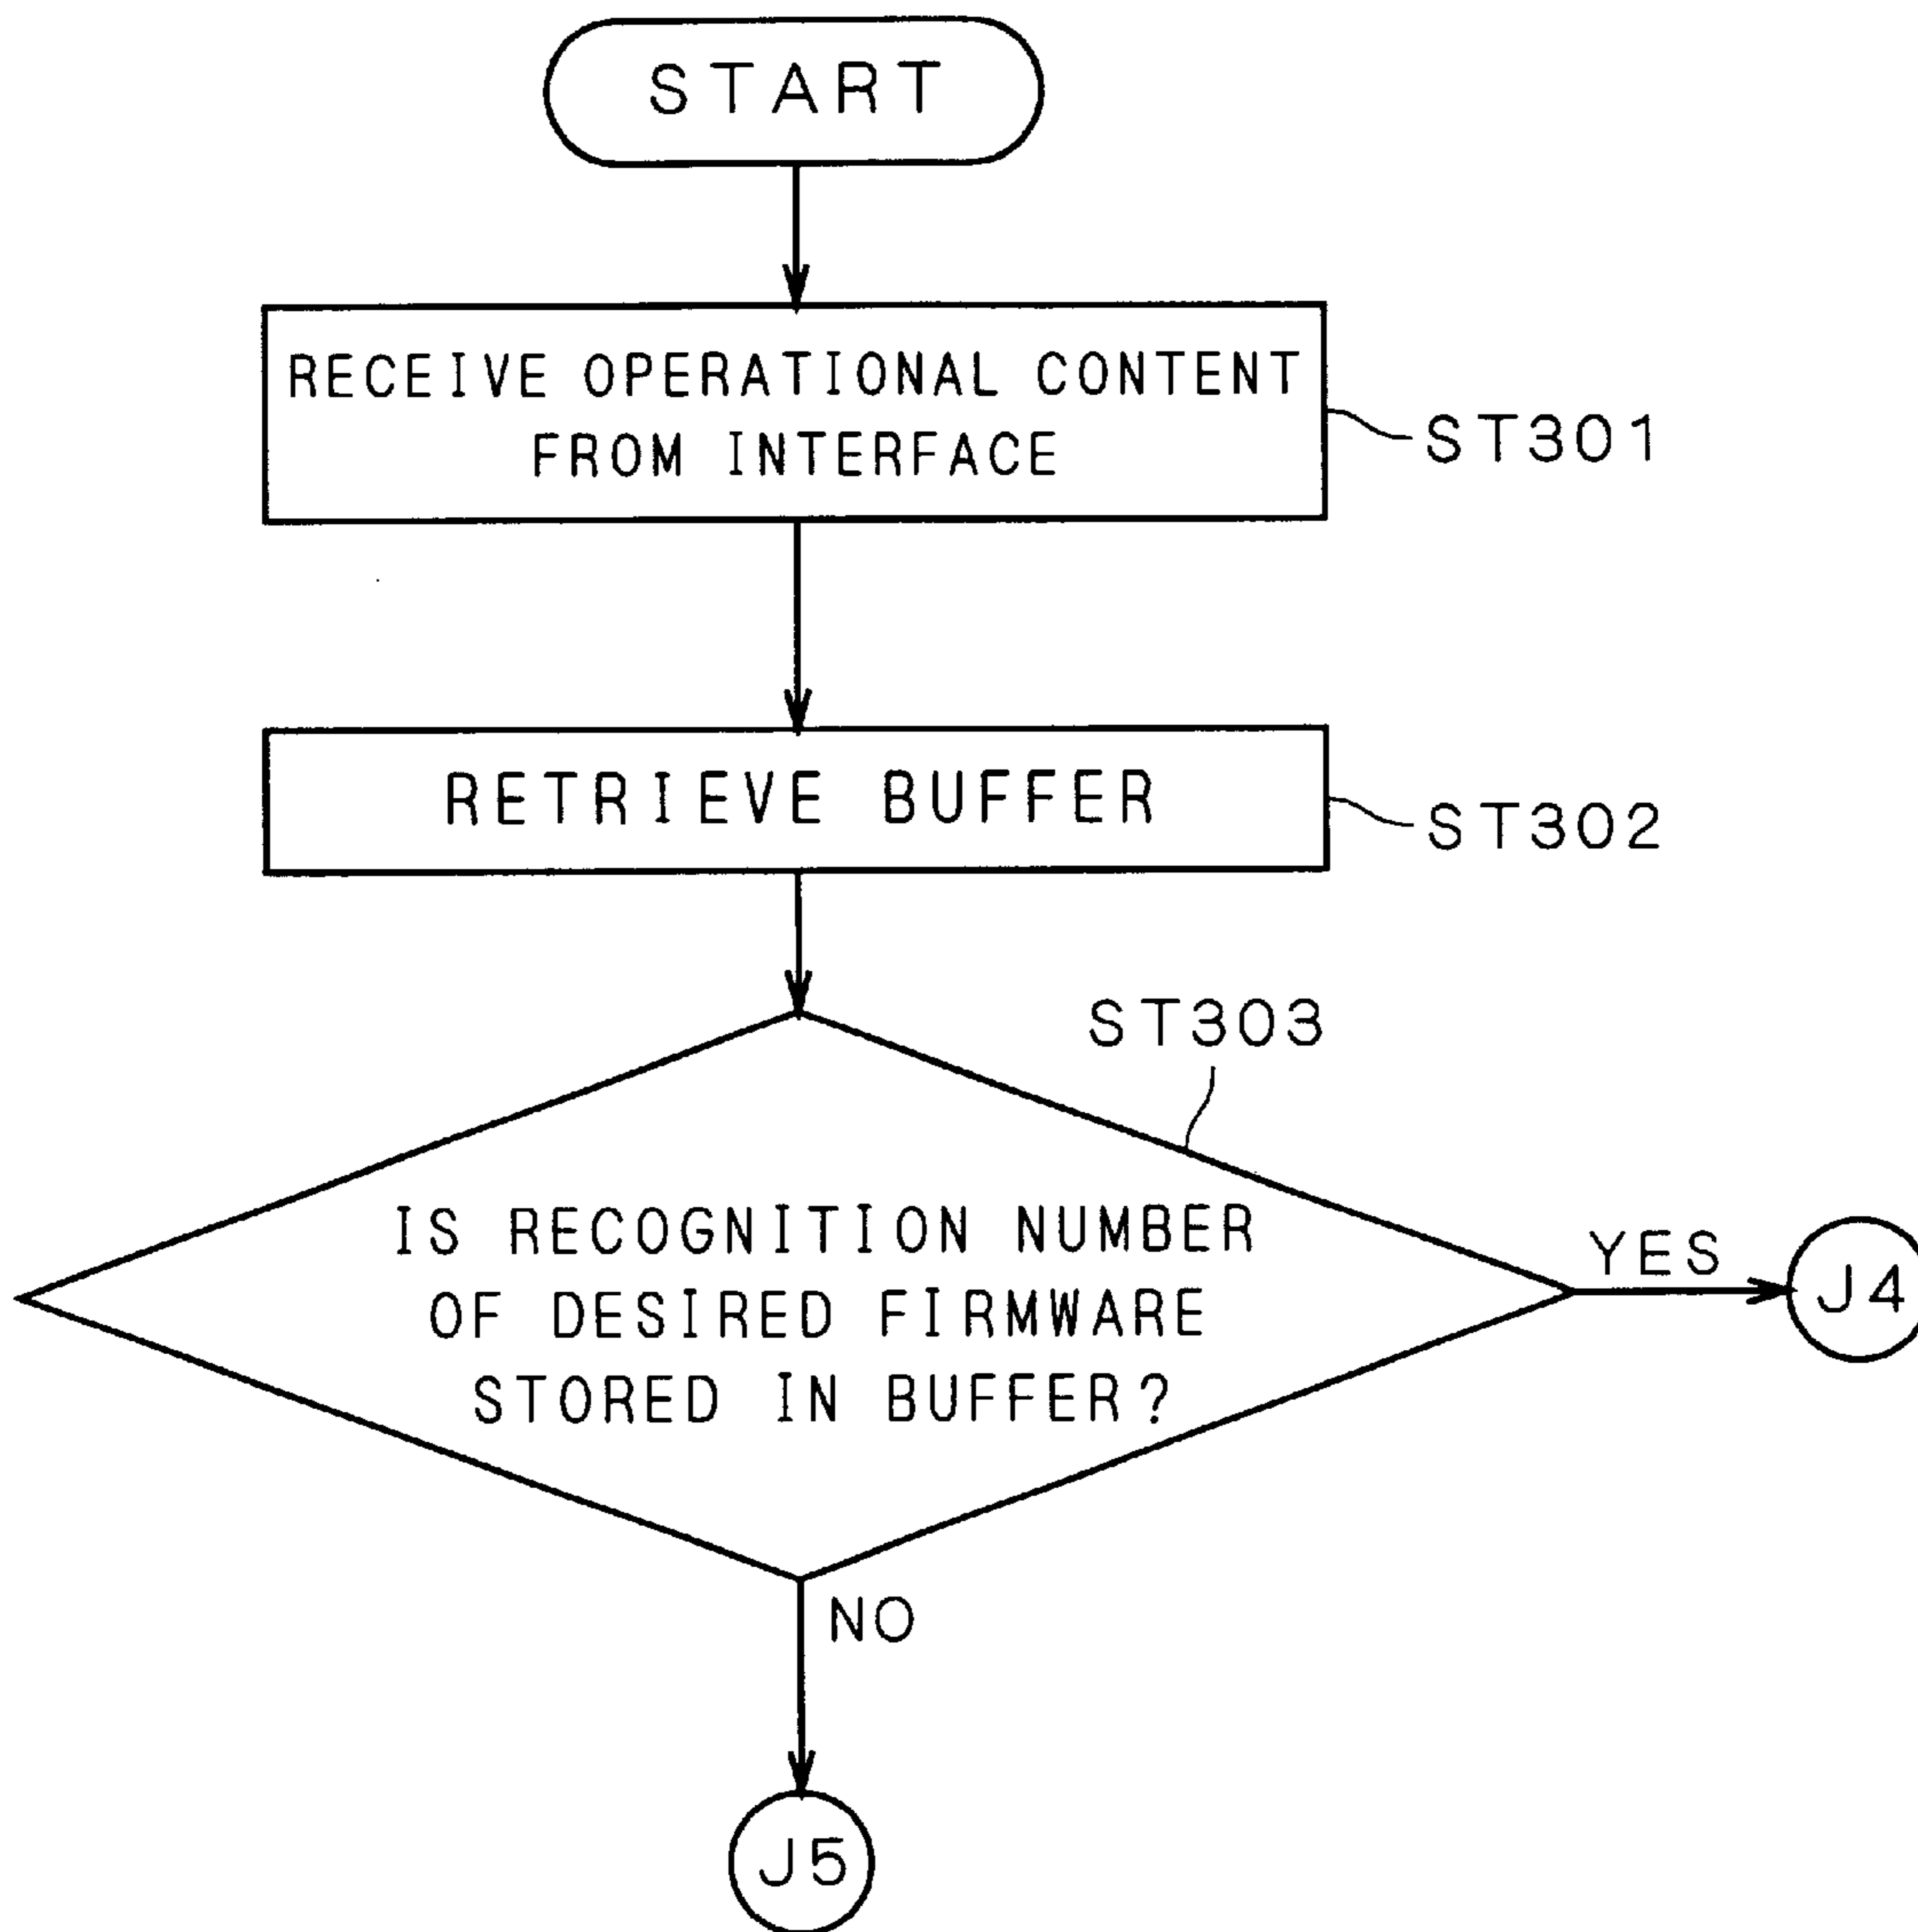 START
RECEIVE OPERATIONAL CONTENT
FROM INTERFACE
ST301
RETRIEVE BUFFER
ST302
ST303
IS RECOGNITION NUMBER
OF DESIRED FIRMWARE
STORED IN BUFFER?
YES
J4
NO
J5